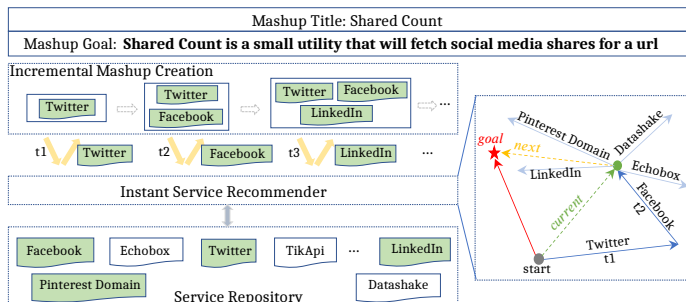 Mashup Title: Shared Count
Mashup Goal: Shared Count is a small utility that will fetch social media shares for a url
Incremental Mashup Creation
Twitter
Twitter
Facebook
Twitter
Facebook
LinkedIn
...
t1
Twitter
t2
Facebook
t3
LinkedIn
...
Instant Service Recommender
Facebook
Echobox
Twitter
TikApi
...
LinkedIn
Pinterest Domain
Datashake
Service Repository
Pinterest Domain
Datashake
goal
next
LinkedIn
Echobox
current
Facebook
t2
Twitter
t1
start